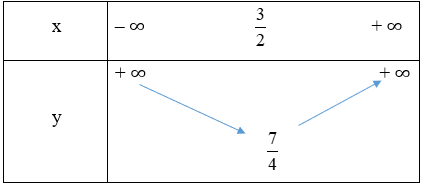 x – ∞ 3/2 + ∞
+ ∞ + ∞
y
7/4